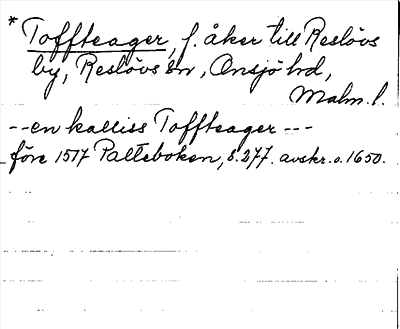 * Toffteager, f. åker till Reslövs
by, Reslövs sn, Onsjö hd,
Malm. l.
--en kalliss Toffteager ---
före 1517 Palteboken, s. 277. avskr. o. 1650.